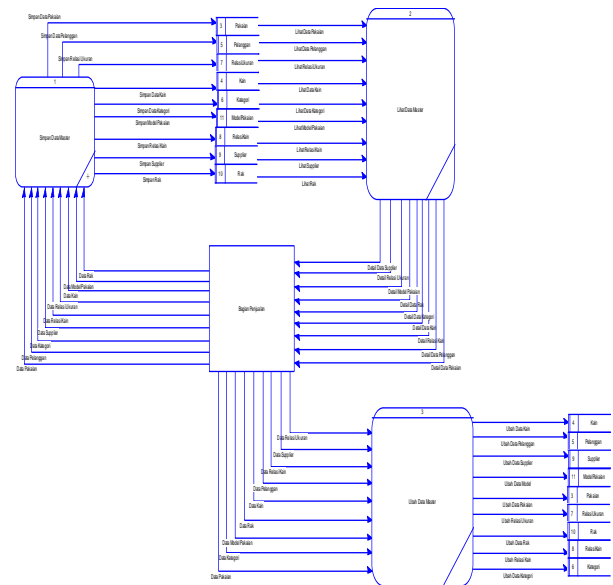 Simpan Data Pakaian
Simpan Data Pelanggan
Simpan Relasi Ukuran
1
Simpan Data Master
+
Simpan Data Kain
Simpan Data Kategori
Simpan Model Pakaian
Simpan Relasi Kain
Simpan Supplier
Simpan Rak
3 Pakaian
5 Pelanggan
7 Relasi Ukuran
4 Kain
6 Kategori
11 Model Pakaian
8 Relasi Kain
9 Supplier
10 Rak
Lihat Data Pakaian
Lihat Data Pelanggan
Lihat Relasi Ukuran
Lihat Data Kain
Lihat Data Kategori
Lihat Model Pakaian
Lihat Relasi Kain
Lihat Supplier
Lihat Rak
2
Lihat Data Master
Data Rak
Data Model Pakaian
Data Kain
Data Relasi Ukuran
Data Relasi Kain
Data Supplier
Data Kategori
Data Pelanggan
Data Pakaian
Bagian Penjualan
Detail Data Supplier
Detail Relasi Ukuran
Detail Model Pakaian
Detail Data Rak
Detail Data Kategori
Detail Data Kain
Detail Relasi Kain
Detail Data Pelanggan
Detail Data Pakaian
Data Relasi Ukuran
Data Supplier
Data Relasi Kain
Data Pelanggan
Data Kain
Data Rak
Data Model Pakaian
Data Kategori
Data Pakaian
3
Ubah Data Master
Ubah Data Kain
Ubah Data Pelanggan
Ubah Data Supplier
Ubah Data Model
Ubah Data Pakaian
Ubah Relasi Ukuran
Ubah Data Rak
Ubah Relasi Kain
Ubah Data Kategori
4 Kain
5 Pelanggan
9 Supplier
11 Model Pakaian
3 Pakaian
7 Relasi Ukuran
10 Rak
8 Relasi Kain
6 Kategori